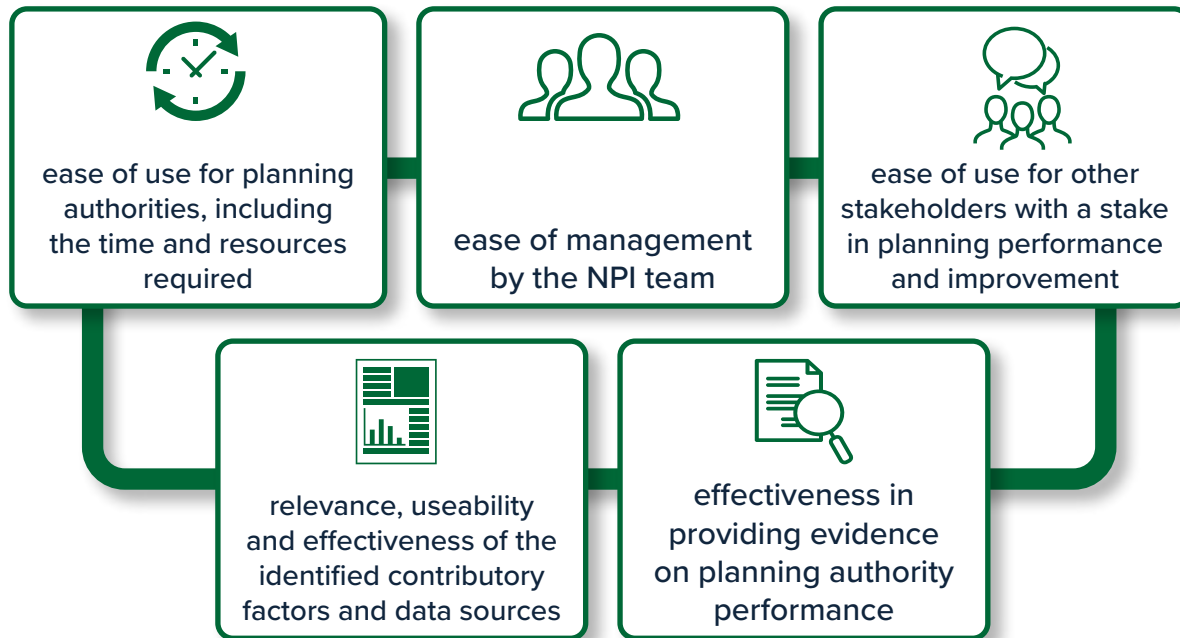 ease of use for planning
authorities, including
the time and resources
required
ease of management
by the NPI team
ease of use for other
stakeholders with a stake
in planning performance
and improvement
relevance, useability
and effectiveness of the
identified contributory
factors and data sources
effectiveness in
providing evidence
on planning authority
performance